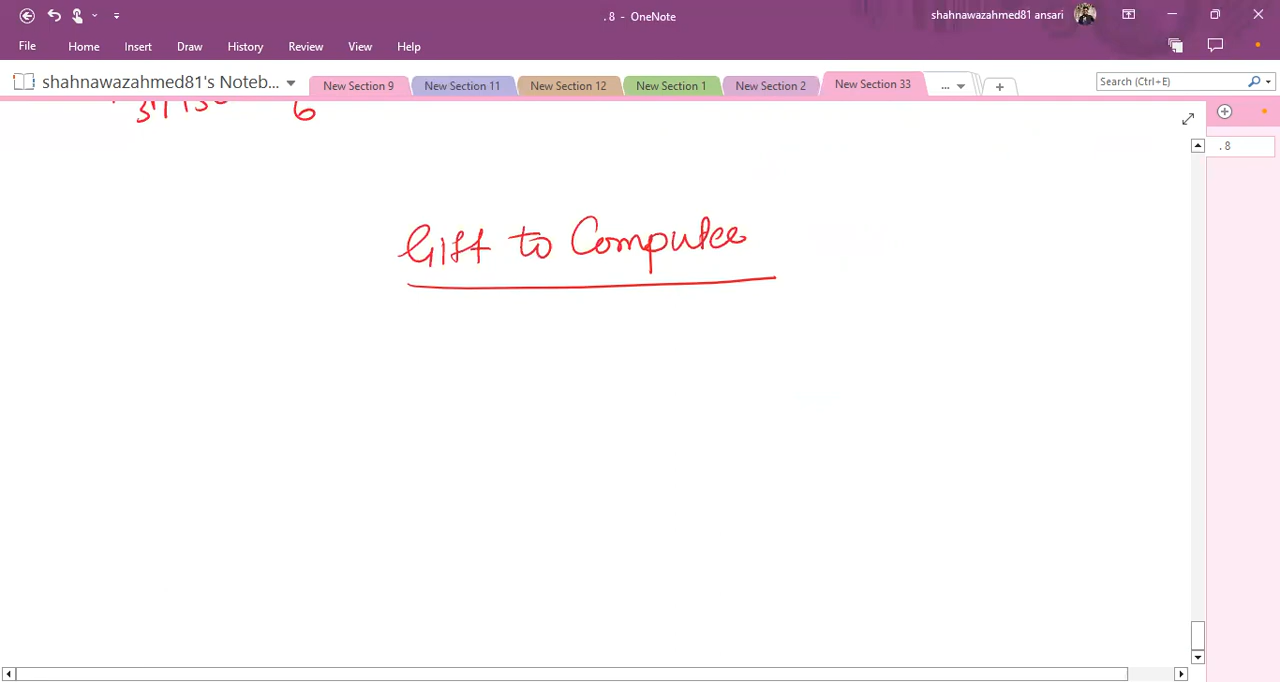 . 8 - OneNote
shahnawazahmed81 ansari
File Home Insert Draw History Review View Help
shahnawazahmed81's Noteb... New Section 9 New Section 11 New Section 12 New Section 1 New Section 2 New Section 33 ... + Search (Ctrl+E)
6
. 8
Gift to Computer